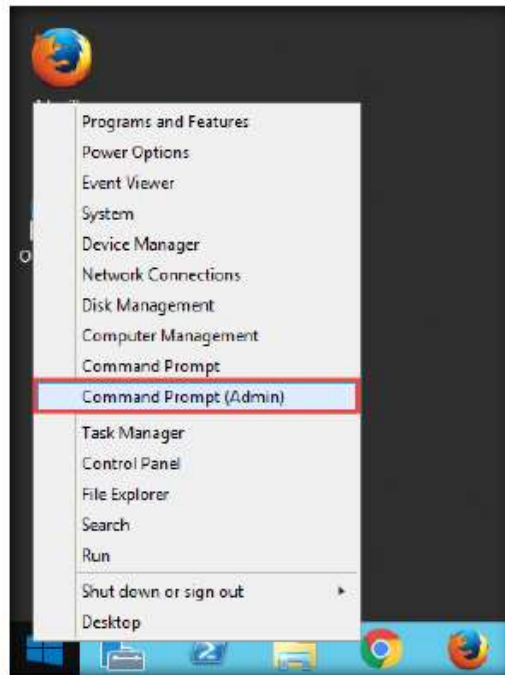 Programs and Features
Power Options
Event Viewer
System
Device Manager
Network Connections
Disk Management
Computer Management
Command Prompt
Command Prompt (Admin)
Task Manager
Control Panel
File Explorer
Search
Run
Shut down or sign out
Desktop